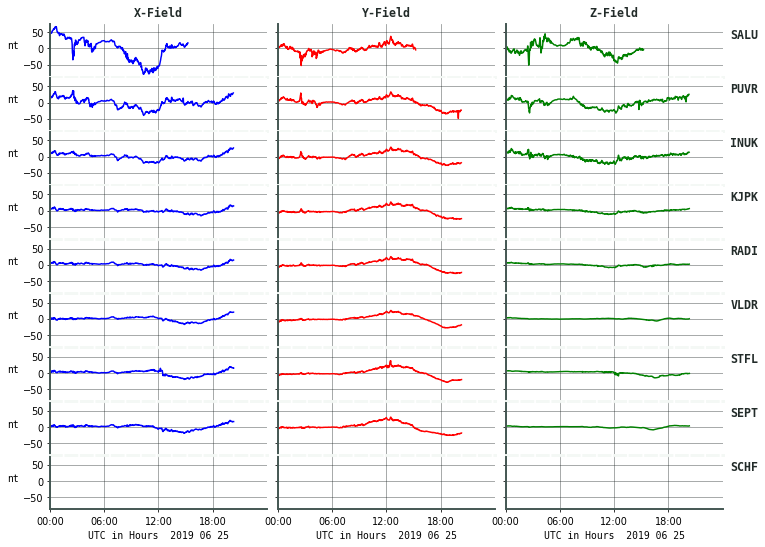 X-Field Y-Field Z-Field
50 SALU
nt 0
−50
50 PUVR
nt 0
−50
50 INUK
nt 0
−50
50 KJPK
nt 0
−50
50 RADI
nt 0
−50
50 VLDR
nt 0
−50
50 STFL
nt 0
−50
50 SEPT
nt 0
−50
50 SCHF
nt 0
−50
00:00 06:00 12:00 18:00 00:00 06:00 12:00 18:00 00:00 06:00 12:00 18:00
UTC in Hours 2019 06 25 UTC in Hours 2019 06 25 UTC in Hours 2019 06 25